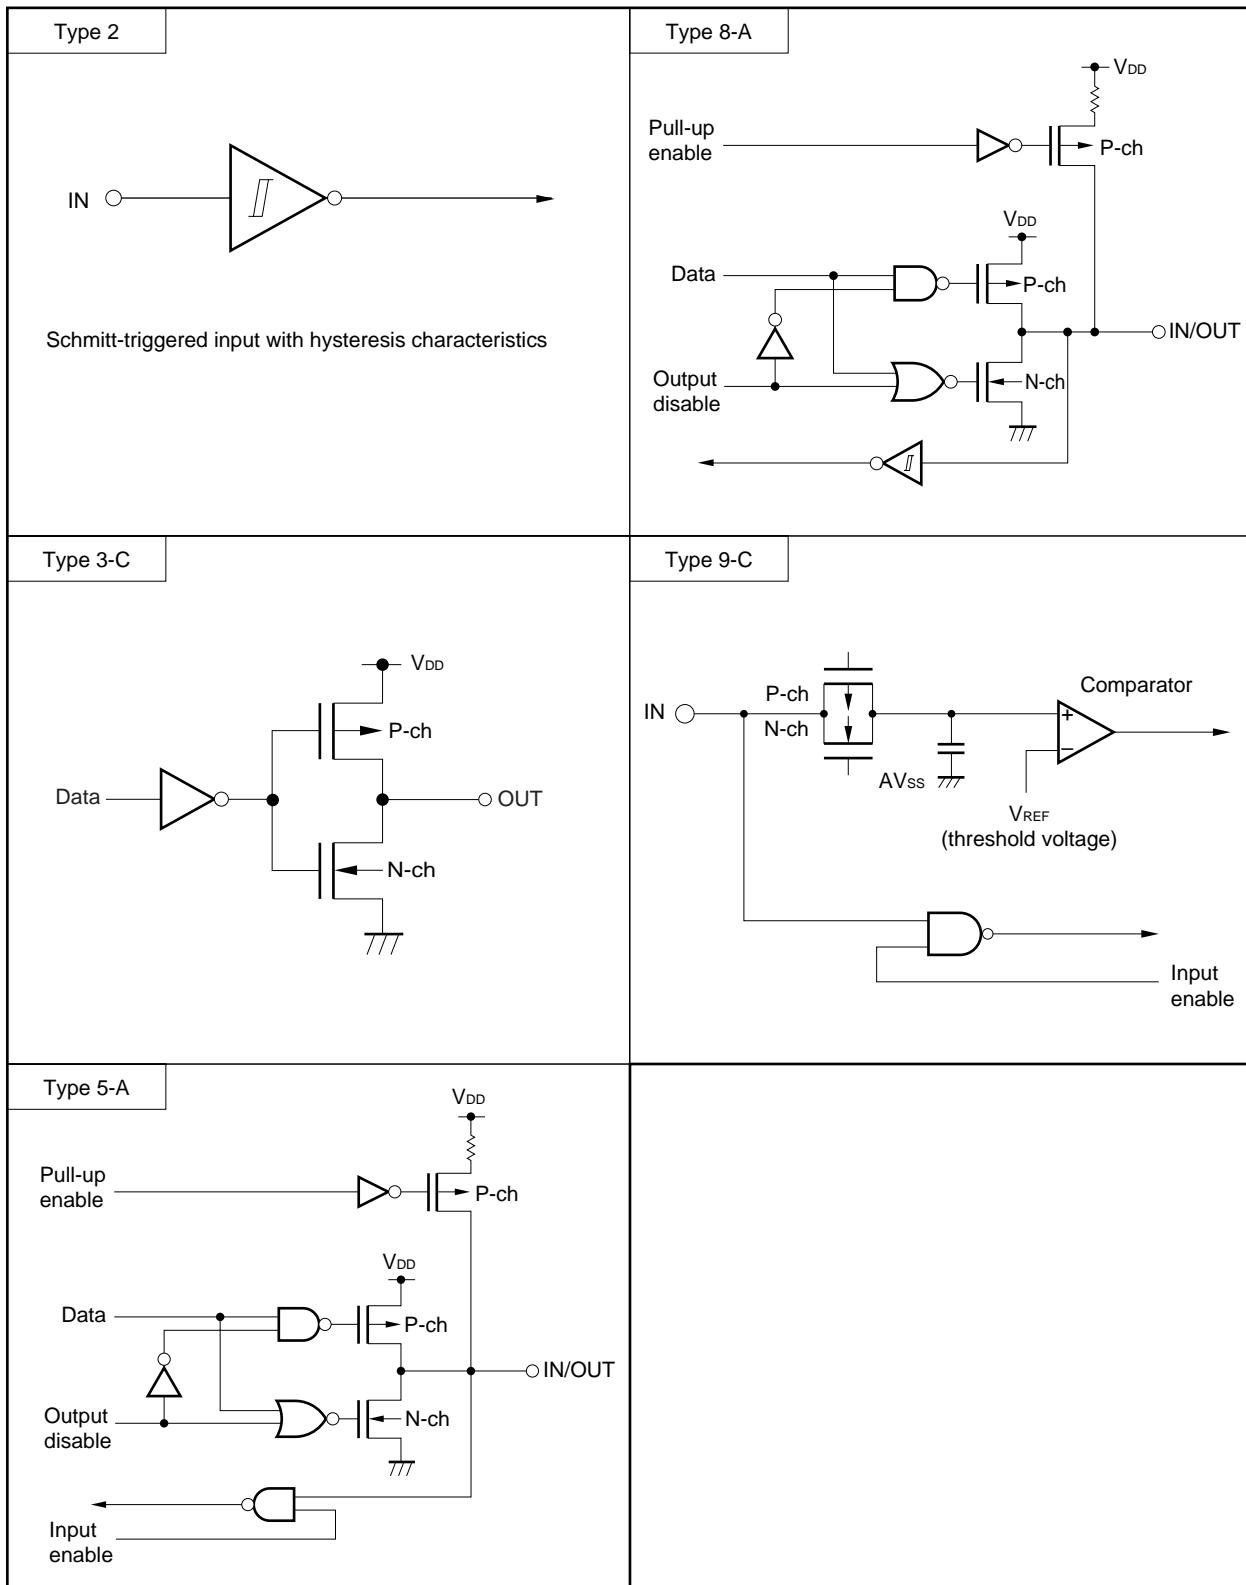 Type 2
IN
Schmitt-triggered input with hysteresis characteristics
Type 8-A
VDD
Pull-up
enable
P-ch
VDD
Data
P-ch
IN/OUT
Output
disable
N-ch
Type 3-C
VDD
P-ch
Data
OUT
N-ch
Type 9-C
Comparator
P-ch
IN
N-ch
+
−
AVSS
VREF
(threshold voltage)
Input
enable
Type 5-A
VDD
Pull-up
enable
P-ch
VDD
Data
P-ch
IN/OUT
Output
disable
N-ch
Input
enable